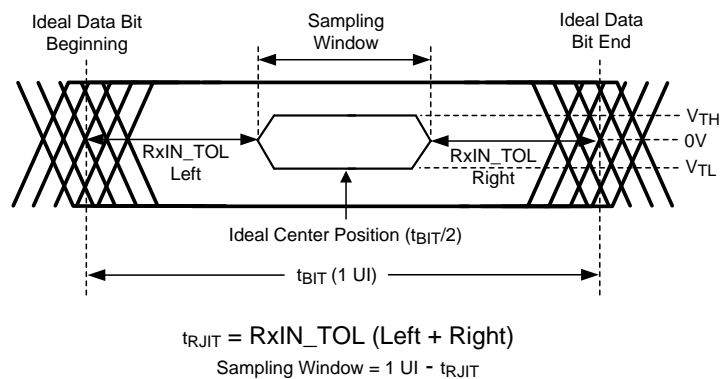 Ideal Data Bit
Beginning
Sampling
Window
Ideal Data
Bit End
VTH
0V
VTL
RxIN_TOL
Left
RxIN_TOL
Right
Ideal Center Position (tBIT/2)
tBIT (1 UI)
tRJIT = RxIN_TOL (Left + Right)
Sampling Window = 1 UI - tRJIT